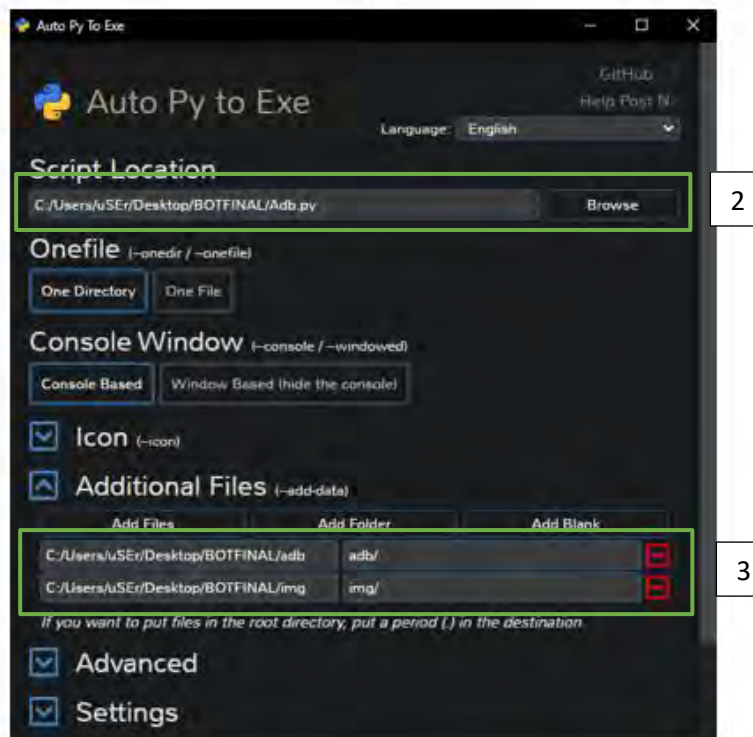 Auto Py To Exe
GitHub
Auto Py to Exe
Help Post N
Language: English
Script Location
C:/Users/uSEr/Desktop/BOTFINAL/Adb.py Browse
2
Onefile (--onedir / --onefile)
One Directory One File
Console Window (--console / --windowed)
Console Based Window Based (hide the console)
Icon (--icon)
Additional Files (--add-data)
Add Files Add Folder Add Blank
C:/Users/uSEr/Desktop/BOTFINAL/adb adb/
C:/Users/uSEr/Desktop/BOTFINAL/img img/
3
If you want to put files in the root directory, put a period (.) in the destination
Advanced
Settings